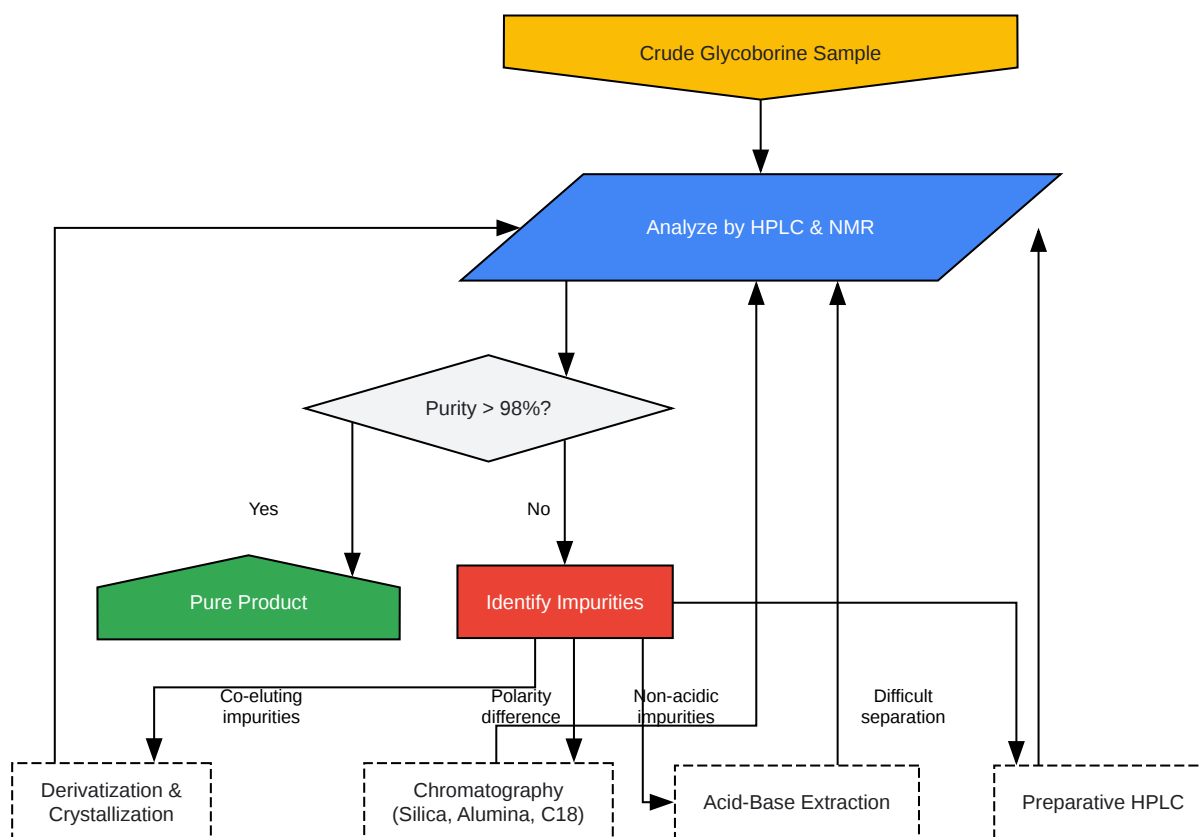 Crude Glycoborine Sample
Analyze by HPLC & NMR
Purity > 98%?
Yes
No
Pure Product
Identify Impurities
Co-eluting
impurities
Polarity
difference
Non-acidic
impurities
Difficult
separation
Derivatization &
Crystallization
Chromatography
(Silica, Alumina, C18)
Acid-Base Extraction
Preparative HPLC